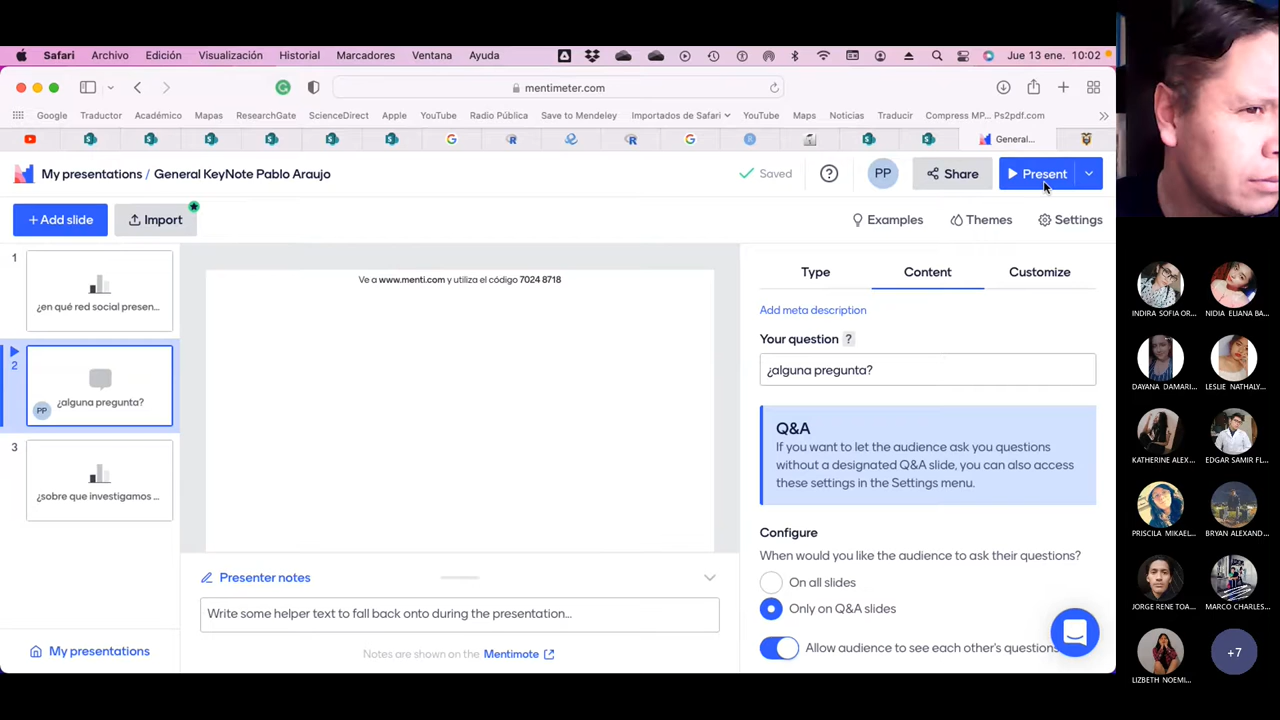 Safari Archivo Edición Visualización Historial Marcadores Ventana Ayuda Jue 13 ene. 10:02
mentimeter.com
Google Traductor Académico Mapas ResearchGate ScienceDirect Apple YouTube Radio Pública Save to Mendeley Importados de Safari YouTube Maps Noticias Traducir Compress MP... Ps2pdf.com
General...
My presentations / General KeyNote Pablo Araujo Saved PP Share Present
+ Add slide Import Examples Themes Settings
1
¿en qué red social presen...
2
PP
¿alguna pregunta?
3
¿sobre que investigamos ...
My presentations
Ve a www.menti.com y utiliza el código 7024 8718
Presenter notes
Write some helper text to fall back onto during the presentation...
Notes are shown on the Mentimote
Type Content Customize
Add meta description
Your question ?
¿alguna pregunta?
Q&A
If you want to let the audience ask you questions
without a designated Q&A slide, you can also access
these settings in the Settings menu.
Configure
When would you like the audience to ask their questions?
On all slides
Only on Q&A slides
Allow audience to see each other's questions
INDIRA SOFIA OR... NIDIA ELIANA BA...
DAYANA DAMARI... LESLIE NATHALY...
KATHERINE ALEX... EDGAR SAMIR FL...
PRISCILA MIKAEL... BRYAN ALEXAND...
JORGE RENE TOA... MARCO CHARLES...
LIZBETH NOEMI... +7